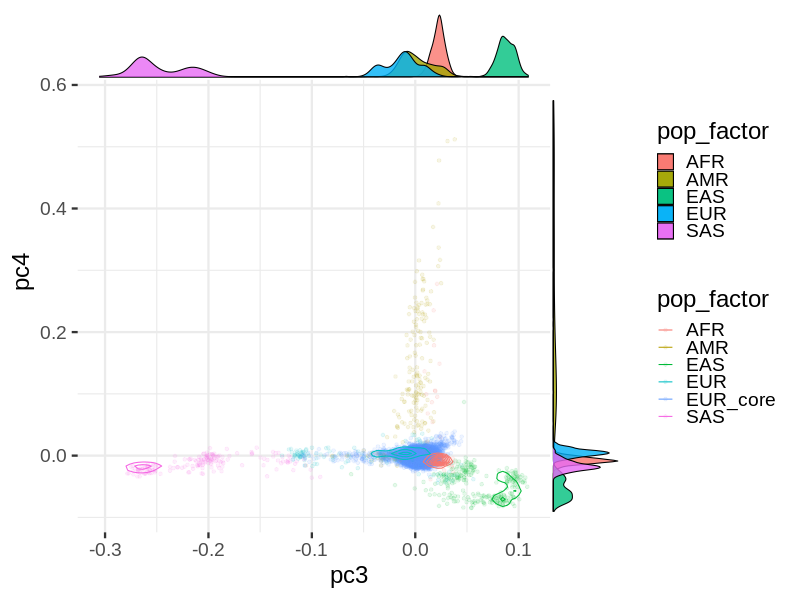 0.6
0.4
0.2
0.0
-0.3
-0.2
-0.1
0.0
0.1
pc3
pc4
pop_factor
AFR
AMR
EAS
EUR
SAS
pop_factor
AFR
AMR
EAS
EUR
EUR_core
SAS